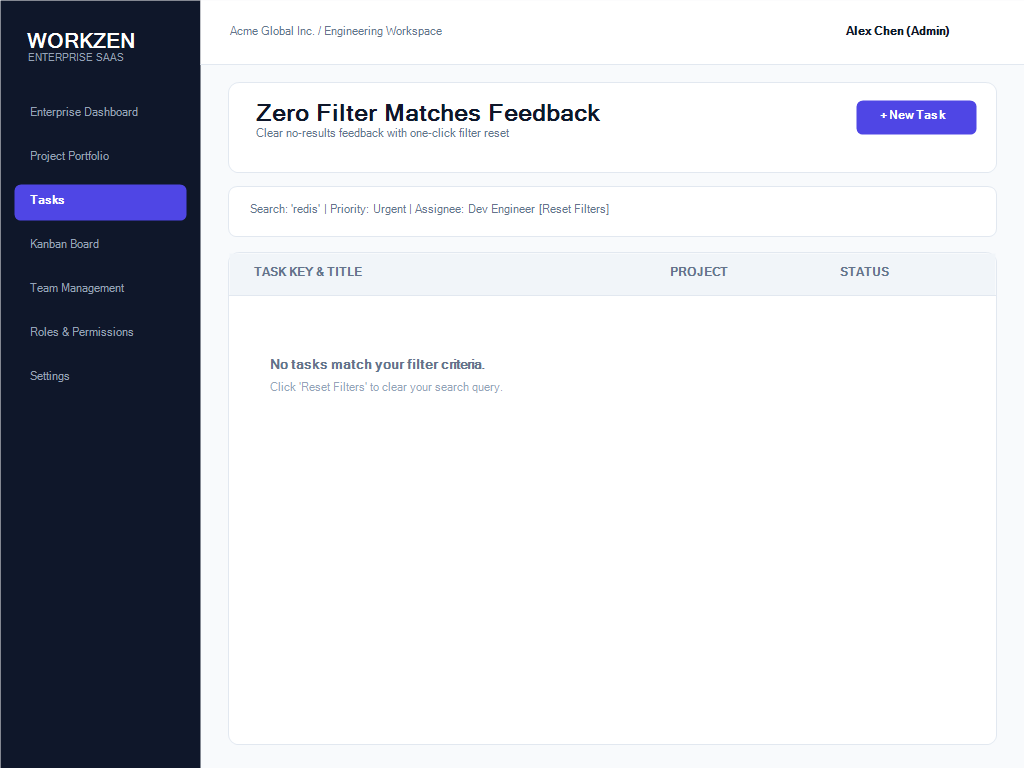 WORKZEN
ENTERPRISE SAAS
Enterprise Dashboard
Project Portfolio
Tasks
Kanban Board
Team Management
Roles & Permissions
Settings
Acme Global Inc. / Engineering Workspace
Alex Chen (Admin)
Zero Filter Matches Feedback
Clear no-results feedback with one-click filter reset
+ New Task
Search: 'redis' | Priority: Urgent | Assignee: Dev Engineer [Reset Filters]
TASK KEY & TITLE PROJECT STATUS
No tasks match your filter criteria.
Click 'Reset Filters' to clear your search query.